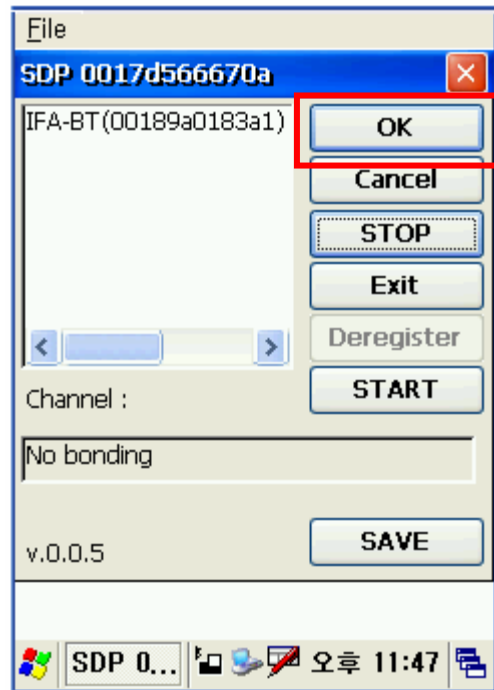 File
SDP 0017d566670a
IFA-BT(00189a0183a1)
OK
Cancel
STOP
Exit
Deregister
START
Channel :
No bonding
v.0.0.5
SAVE
SDP 0...
오후 11:47